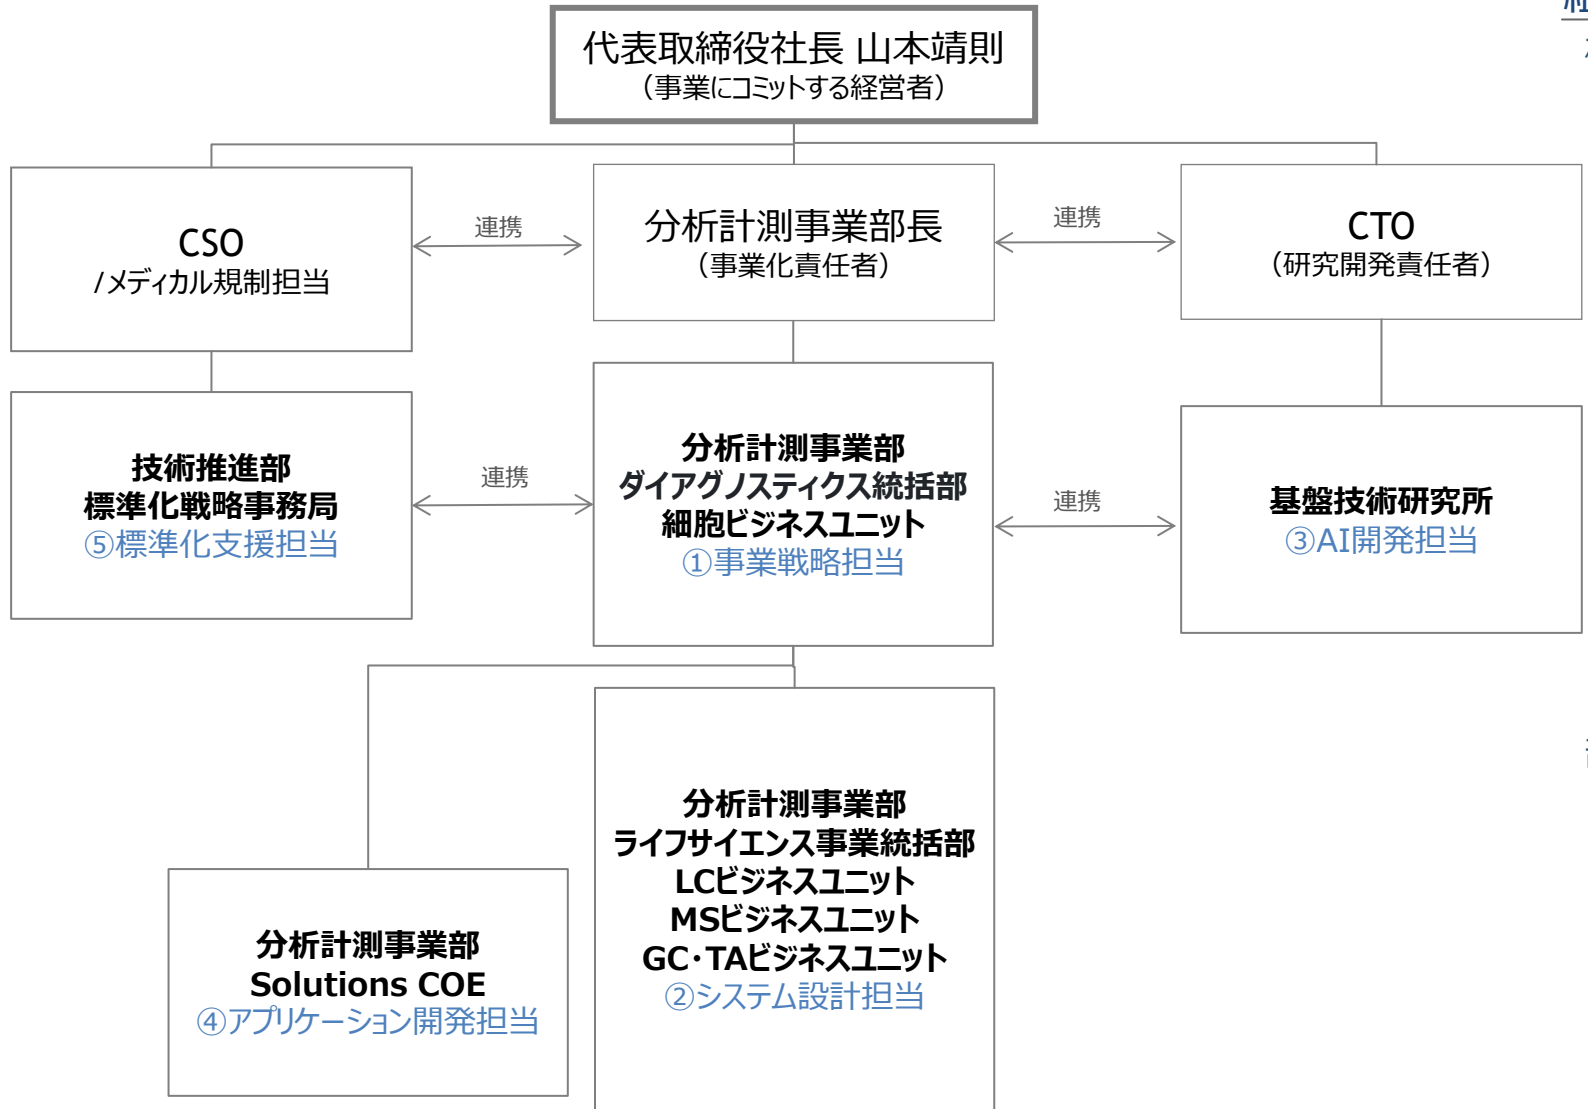 代表取締役社長 山本靖則
（事業にコミットする経営者）
CSO
/メディカル規制担当
連携
分析計測事業部長
（事業化責任者）
連携
CTO
（研究開発責任者）
技術推進部
標準化戦略事務局
⑤標準化支援担当
連携
分析計測事業部
ダイアグノスティクス統括部
細胞ビジネスユニット
①事業戦略担当
連携
基盤技術研究所
③AI開発担当
分析計測事業部
Solutions COE
④アプリケーション開発担当
分析計測事業部
ライフサイエンス事業統括部
LCビジネスユニット
MSビジネスユニット
GC・TAビジネスユニット
②システム設計担当